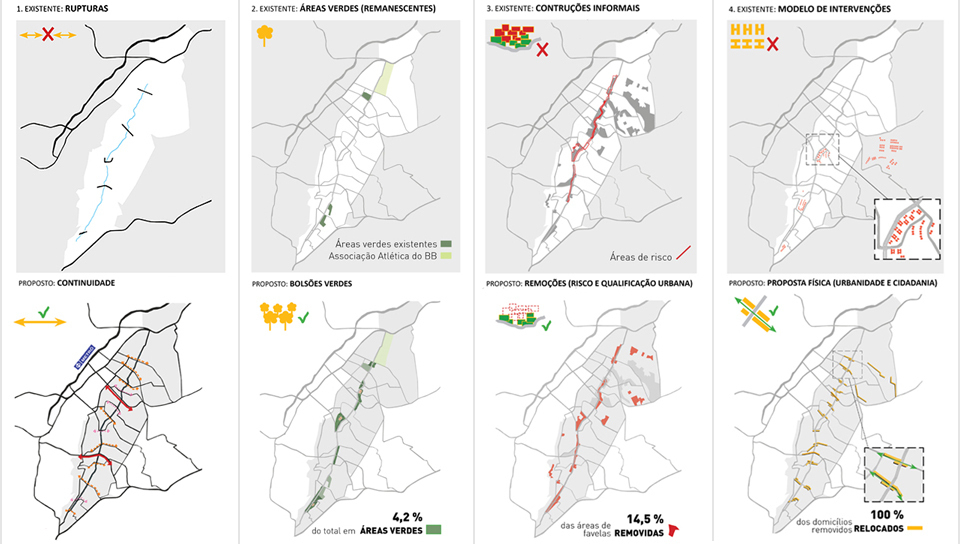 1. EXISTENTE: RUPTURAS
2. EXISTENTE: ÁREAS VERDES (REMANESCENTES)
3. EXISTENTE: CONTRUÇÕES INFORMAIS
4. EXISTENTE: MODELO DE INTERVENÇÕES
Áreas verdes existentes
Associação Atlética do BB
Áreas de risco
PROPOSTO: CONTINUIDADE
PROPOSTO: BOLSÕES VERDES
PROPOSTO: REMOÇÕES (RISCO E QUALIFICAÇÃO URBANA)
PROPOSTO: PROPOSTA FÍSICA (URBANIDADE E CIDADANIA)
4,2 %
do total em ÁREAS VERDES
14,5 %
das áreas de
favelas REMOVIDAS
100 %
dos domicílios
removidos RELOCADOS